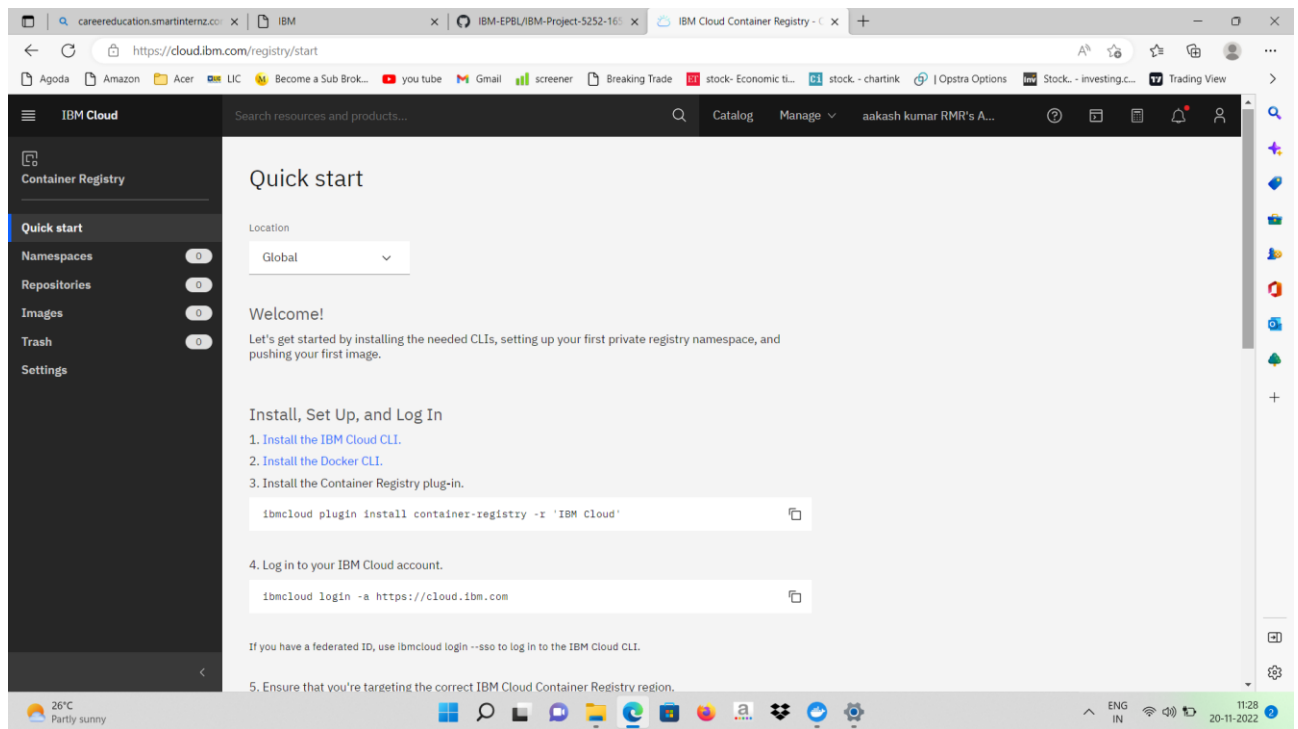 careereducation.smartinternz.cor
IBM
IBM-EPBL/IBM-Project-5252-165
IBM Cloud Container Registry - C
https://cloud.ibm.com/registry/start
Agoda
Amazon
Acer
LIC
Become a Sub Brok...
you tube
Gmail
screener
Breaking Trade
ET
stock- Economic ti...
stock. - chartink
| Opstra Options
Inv
Stock.. - investing.c...
Trading View
IBM Cloud
Search resources and products...
Catalog
Manage
aakash kumar RMR's A...
Container Registry
Quick start
Namespaces 0
Repositories 0
Images 0
Trash 0
Settings
Quick start
Location
Global
Welcome!
Let's get started by installing the needed CLIs, setting up your first private registry namespace, and
pushing your first image.
Install, Set Up, and Log In
1. Install the IBM Cloud CLI.
2. Install the Docker CLI.
3. Install the Container Registry plug-in.
ibmcloud plugin install container-registry -r 'IBM Cloud'
4. Log in to your IBM Cloud account.
ibmcloud login -a https://cloud.ibm.com
If you have a federated ID, use ibmcloud login --sso to log in to the IBM Cloud CLI.
5. Ensure that you're targeting the correct IBM Cloud Container Registry region.
26°C
Partly sunny
a
ENG
IN
11:28
20-11-2022
2